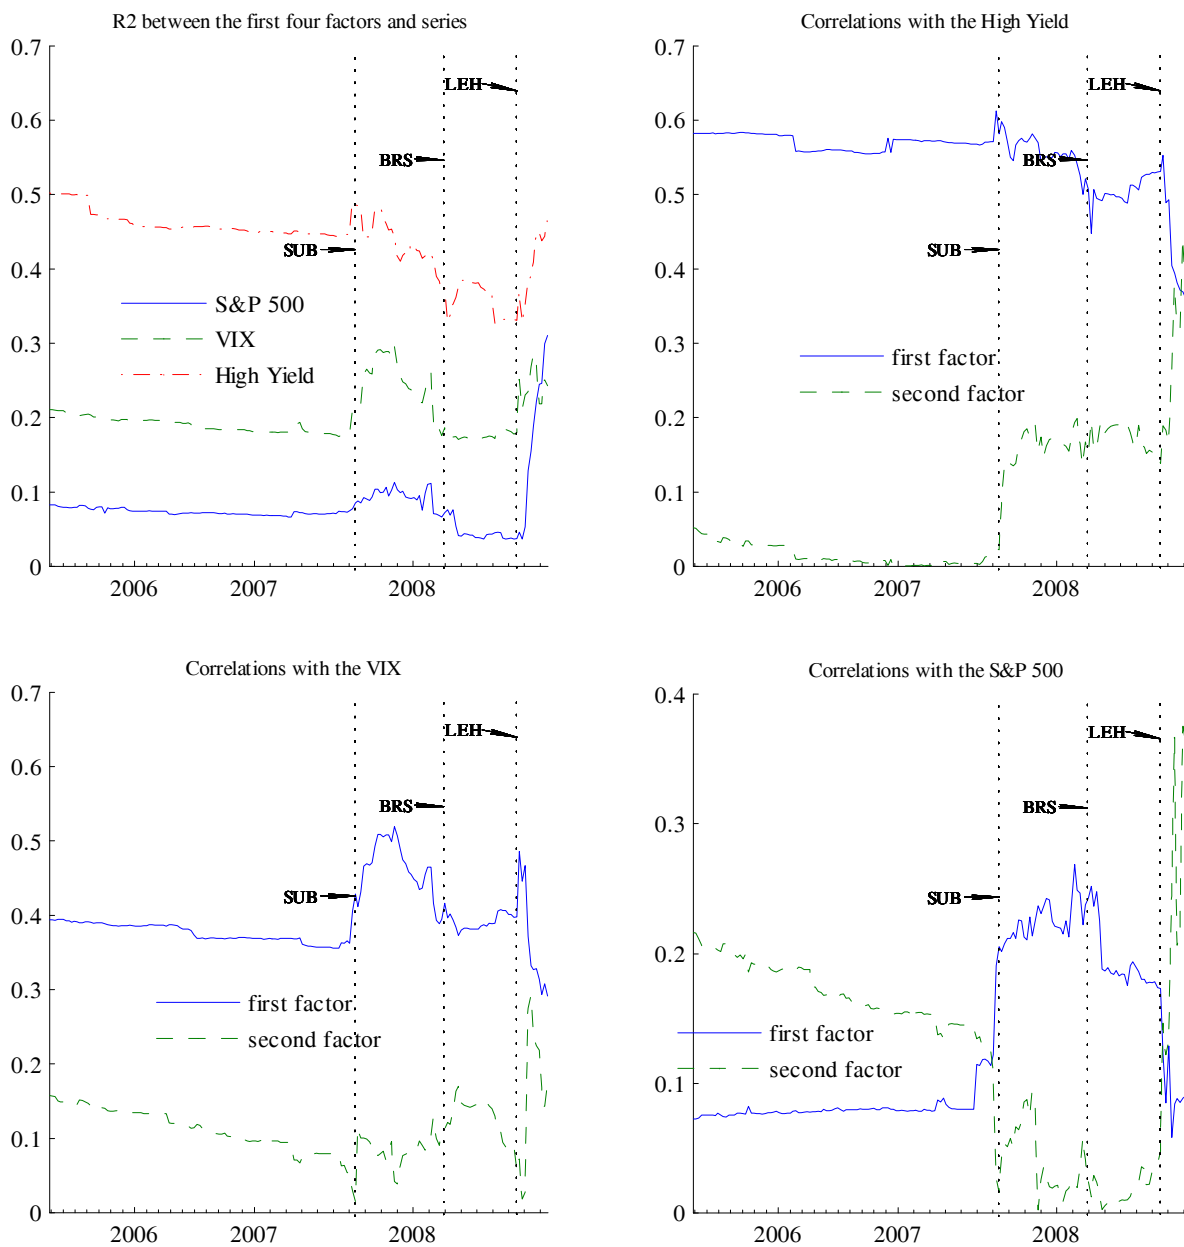 R2 between the first four factors and series
0.7
0.6
0.5
0.4
0.3
0.2
0.1
0
LEH
BRS
SUB
S&P 500
VIX
High Yield
2006
2007
2008
Correlations with the High Yield
0.7
0.6
0.5
0.4
0.3
0.2
0.1
0
LEH
BRS
SUB
first factor
second factor
2006
2007
2008
Correlations with the VIX
0.7
0.6
0.5
0.4
0.3
0.2
0.1
0
LEH
BRS
SUB
first factor
second factor
2006
2007
2008
Correlations with the S&P 500
0.4
0.3
0.2
0.1
0
LEH
BRS
SUB
first factor
second factor
2006
2007
2008